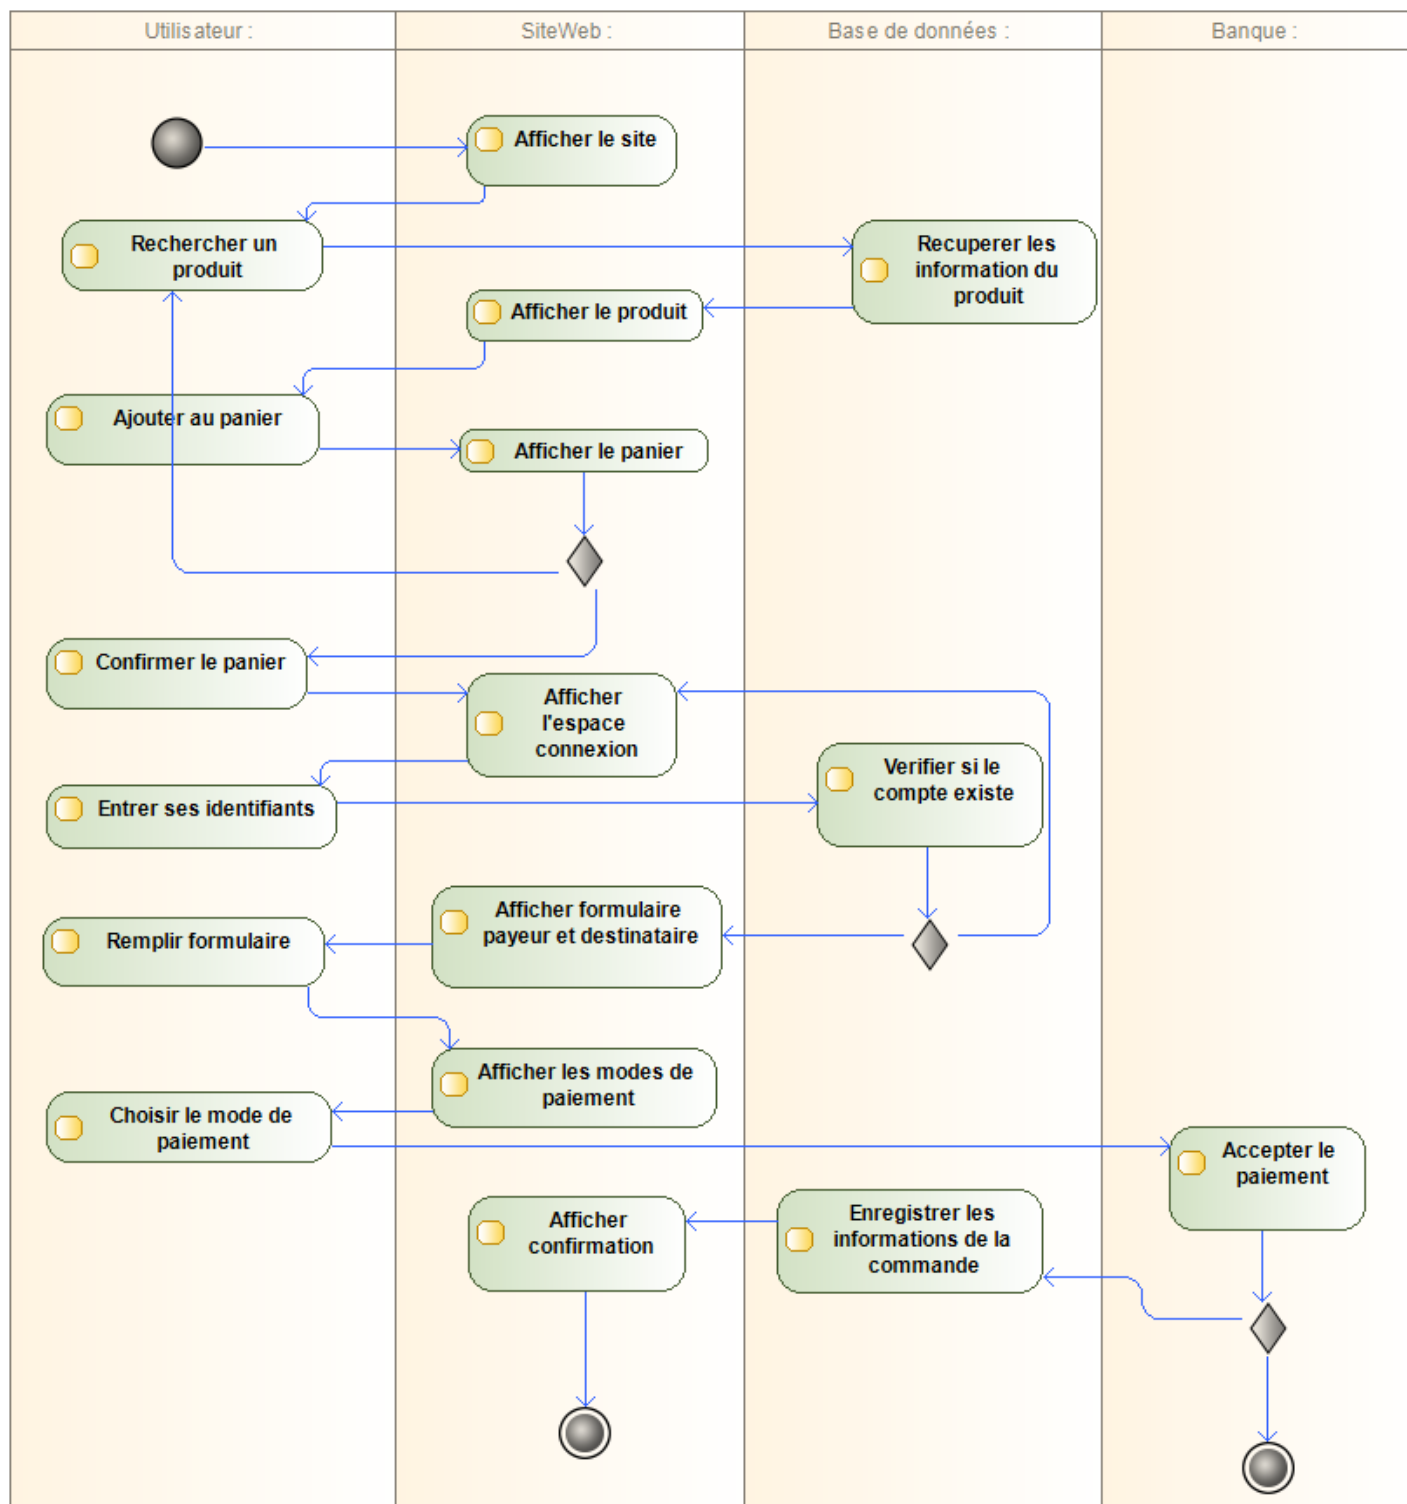 Utilisateur :
SiteWeb :
Base de données :
Banque :
Afficher le site
Rechercher un
produit
Recuperer les
information du
produit
Afficher le produit
Ajouter au panier
Afficher le panier
Confirmer le panier
Afficher
l'espace
connexion
Verifier si le
compte existe
Entrer ses identifiants
Afficher formulaire
payeur et destinataire
Remplir formulaire
Afficher les modes de
paiement
Choisir le mode de
paiement
Accepter le
paiement
Afficher
confirmation
Enregistrer les
informations de la
commande